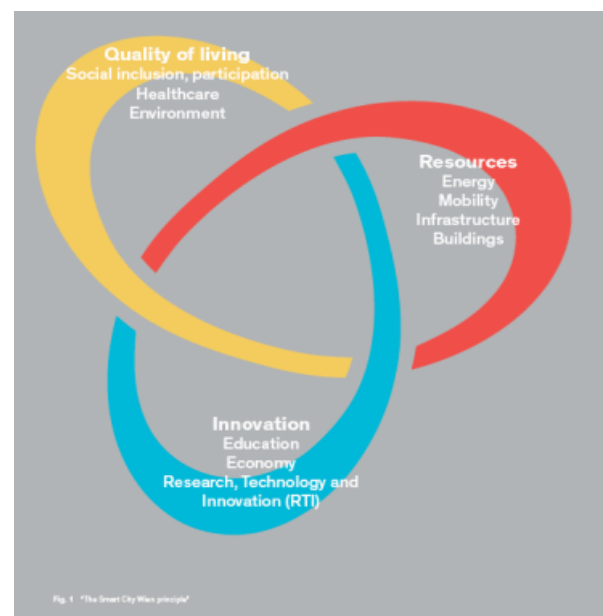 Quality of living
Social inclusion, participation
Healthcare
Environment
Resources
Energy
Mobility
Infrastructure
Buildings
Innovation
Education
Economy
Research, Technology and
Innovation (RTI)
Fig. 1 "The Smart City Wien principle"